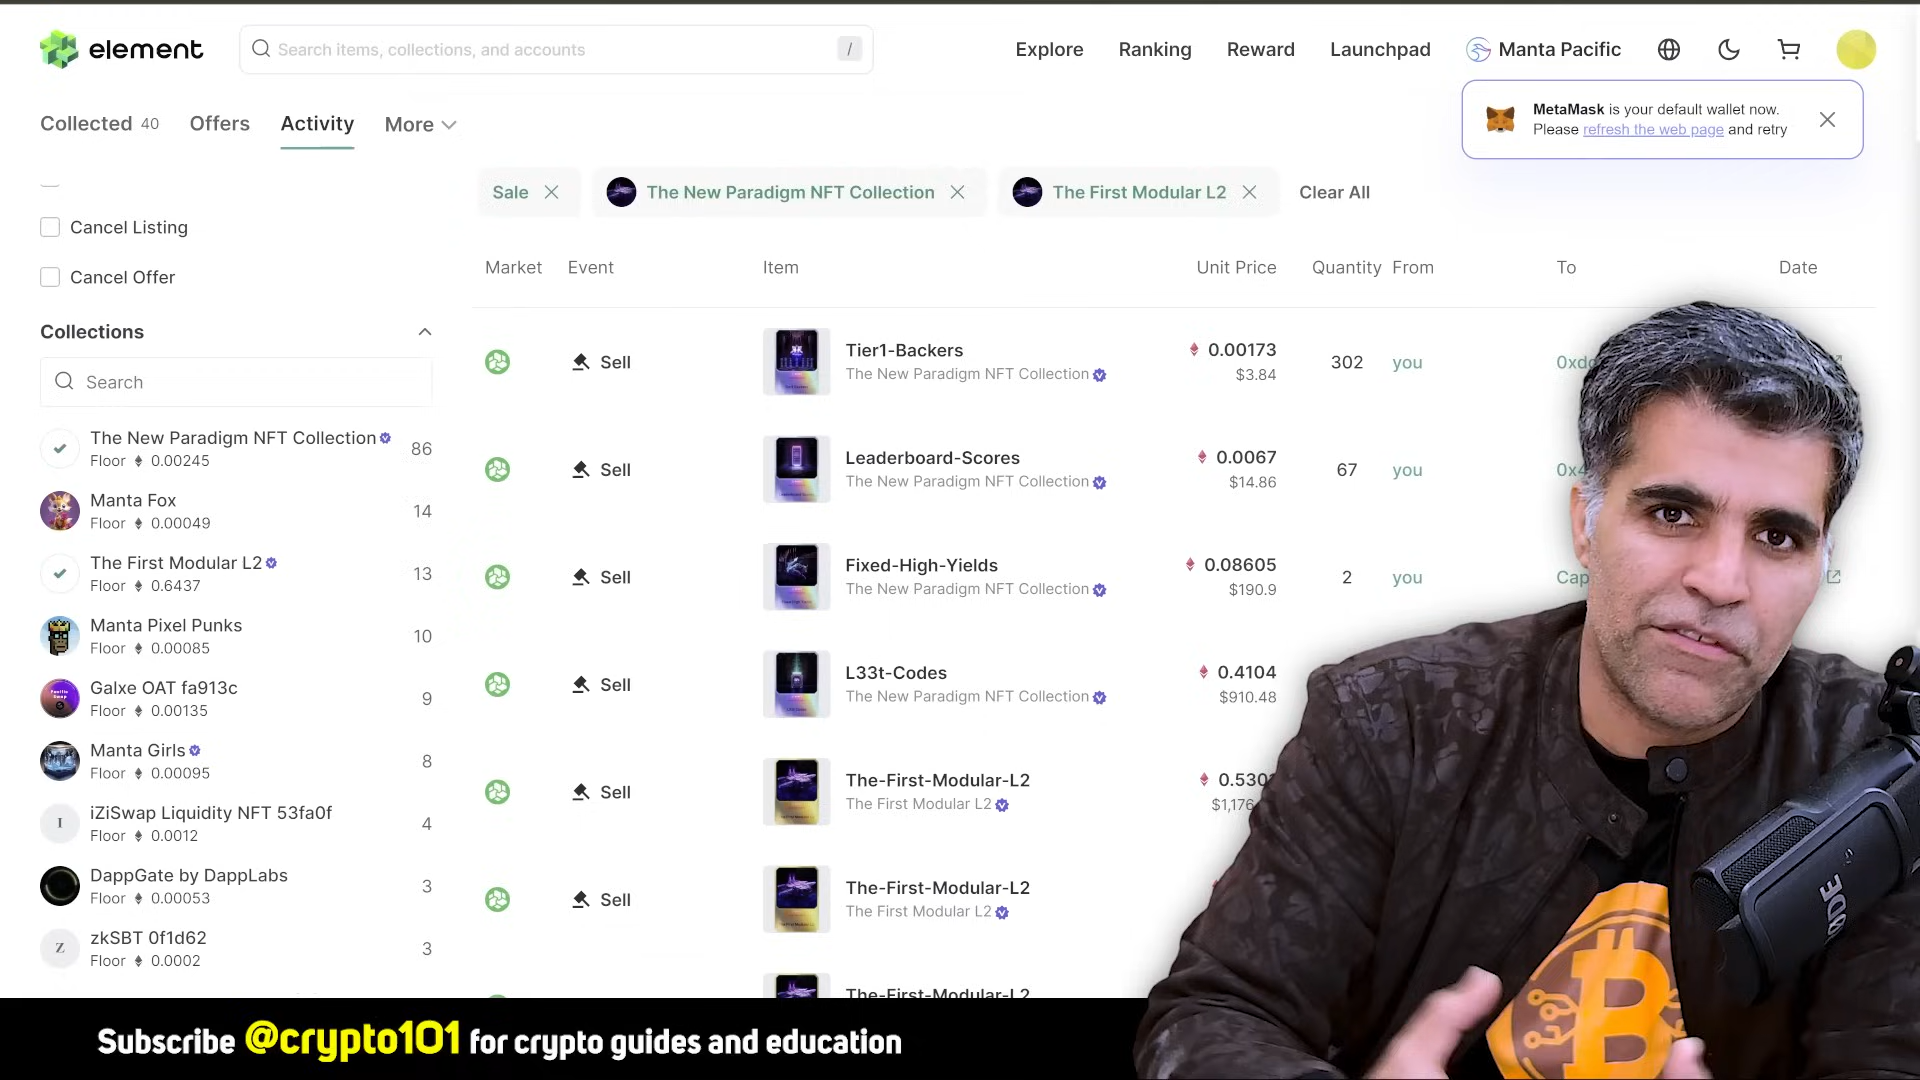 element
Search items, collections, and accounts /
Explore Ranking Reward Launchpad Manta Pacific
MetaMask is your default wallet now.
Please refresh the web page and retry
Collected 40 Offers Activity More
Sale The New Paradigm NFT Collection The First Modular L2 Clear All
Cancel Listing
Cancel Offer
Collections
Search
The New Paradigm NFT Collection 86
Floor 0.00245
Manta Fox 14
Floor 0.00049
The First Modular L2 13
Floor 0.6437
Manta Pixel Punks 10
Floor 0.00085
Galxe OAT fa913c 9
Floor 0.00135
Manta Girls 8
Floor 0.00095
I iZiSwap Liquidity NFT 53fa0f 4
Floor 0.0012
DappGate by DappLabs 3
Floor 0.00053
Z zkSBT 0f1d62 3
Floor 0.0002
Market Event Item Unit Price Quantity From To Date
Sell Tier1-Backers 0.00173 302 you
The New Paradigm NFT Collection $3.84
Sell Leaderboard-Scores 0.0067 67 you
The New Paradigm NFT Collection $14.86
Sell Fixed-High-Yields 0.08605 2 you Cap
The New Paradigm NFT Collection $190.9
Sell L33t-Codes 0.4104
The New Paradigm NFT Collection $910.48
Sell The-First-Modular-L2 0.530
The First Modular L2 $1,176
Sell The-First-Modular-L2
The First Modular L2
The-First-Modular-L2
Subscribe @crypto101 for crypto guides and education